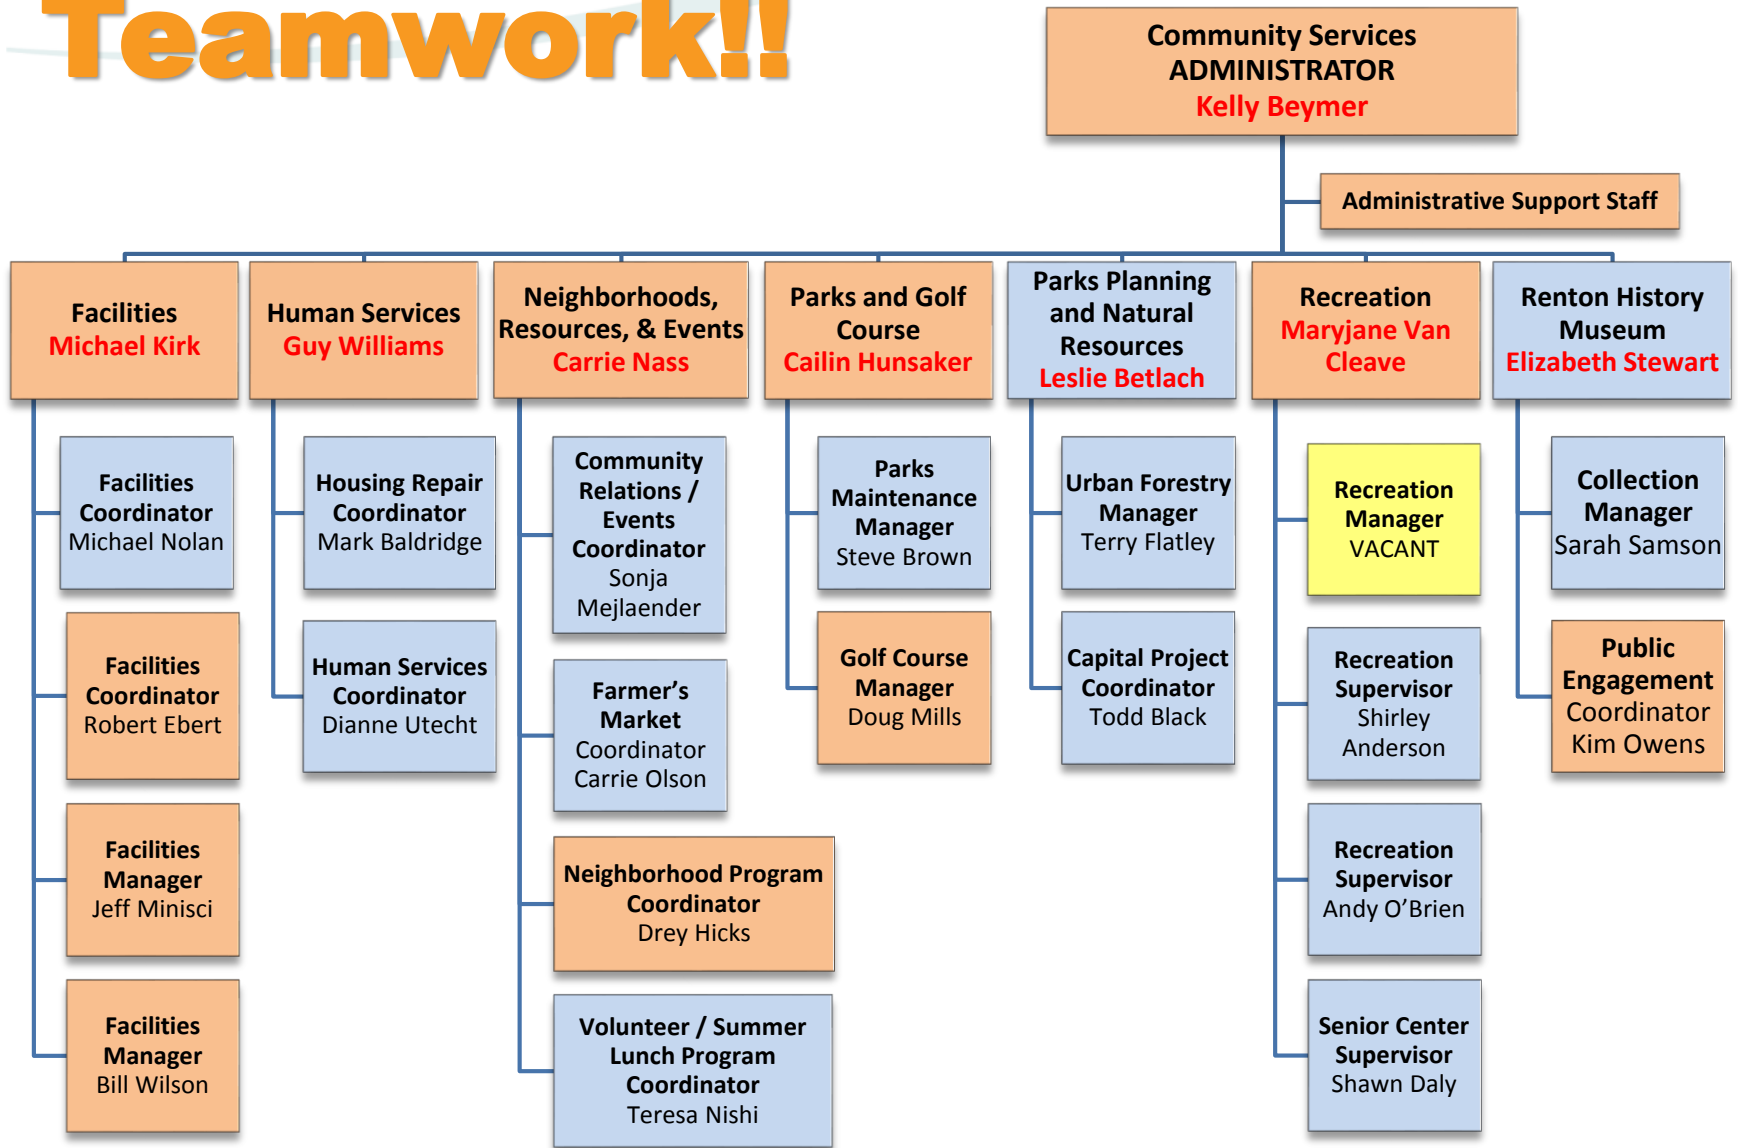 Teamwork!!
Community Services
ADMINISTRATOR
Kelly Beymer
Administrative Support Staff
Facilities
Michael Kirk
Human Services
Guy Williams
Neighborhoods,
Resources, & Events
Carrie Nass
Parks and Golf
Course
Cailin Hunsaker
Parks Planning
and Natural
Resources
Leslie Betlach
Recreation
Maryjane Van
Cleave
Renton History
Museum
Elizabeth Stewart
Facilities
Coordinator
Michael Nolan
Facilities
Coordinator
Robert Ebert
Facilities
Manager
Jeff Minisci
Facilities
Manager
Bill Wilson
Housing Repair
Coordinator
Mark Baldridge
Human Services
Coordinator
Dianne Utecht
Community
Relations /
Events
Coordinator
Sonja
Mejlaender
Farmer’s
Market
Coordinator
Carrie Olson
Neighborhood Program
Coordinator
Drey Hicks
Volunteer / Summer
Lunch Program
Coordinator
Teresa Nishi
Parks
Maintenance
Manager
Steve Brown
Golf Course
Manager
Doug Mills
Urban Forestry
Manager
Terry Flatley
Capital Project
Coordinator
Todd Black
Recreation
Manager
VACANT
Recreation
Supervisor
Shirley
Anderson
Recreation
Supervisor
Andy O’Brien
Senior Center
Supervisor
Shawn Daly
Collection
Manager
Sarah Samson
Public
Engagement
Coordinator
Kim Owens